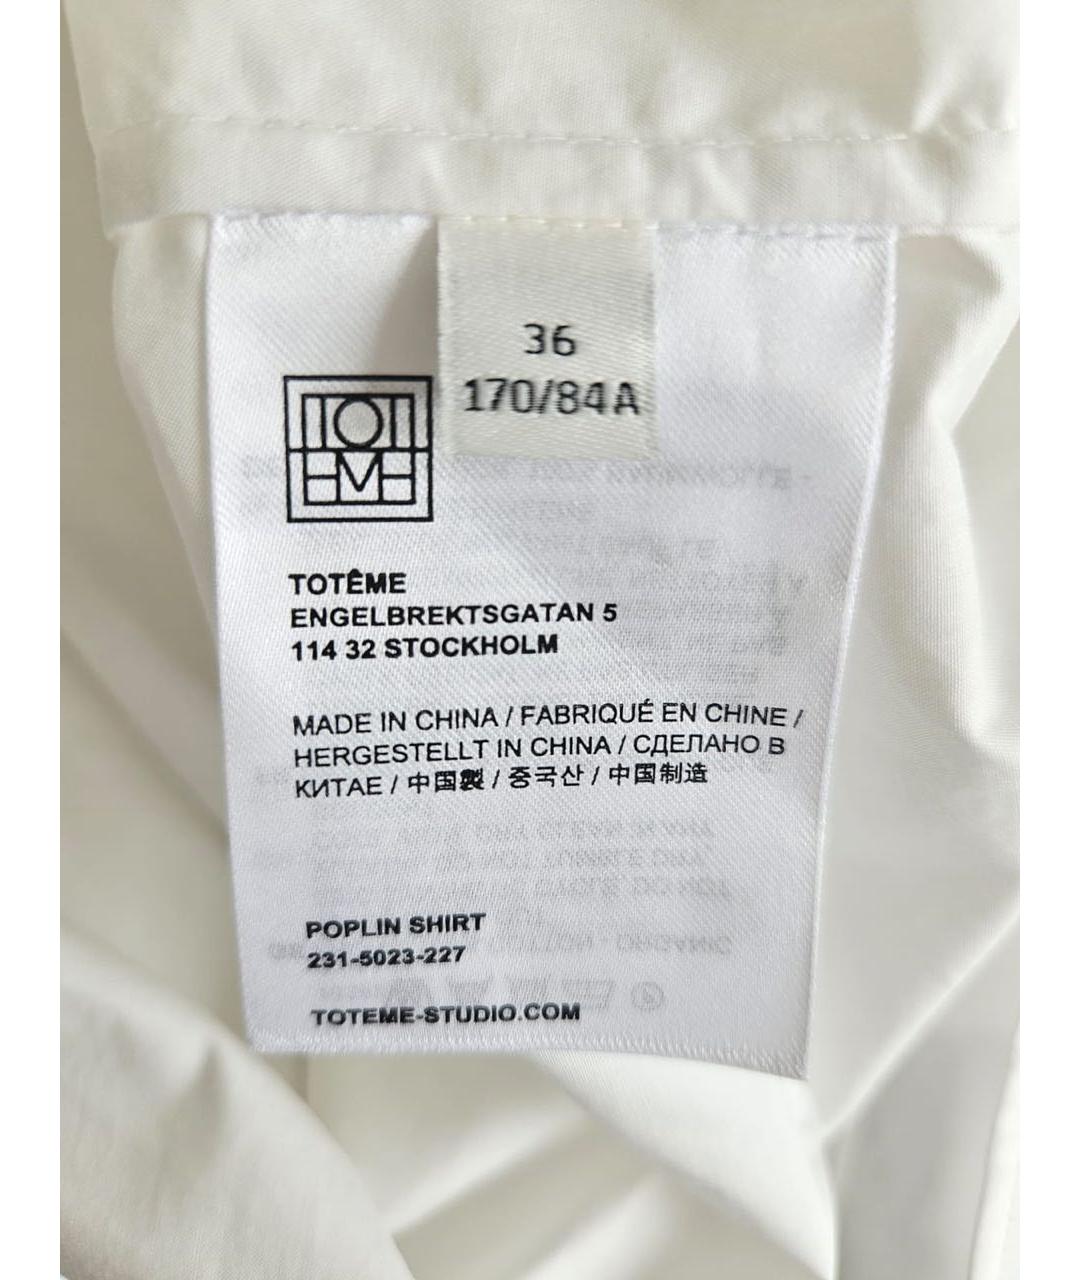 36
170/84A
TOTÊME
TOTÊME
ENGELBREKTSGATAN 5
114 32 STOCKHOLM
MADE IN CHINA / FABRIQUÉ EN CHINE /
HERGESTELLT IN CHINA / СДЕЛАНО В
КИТАЕ / 中国製 / 중국산 / 中国制造
POPLIN SHIRT
231-5023-227
TOTEME-STUDIO.COM